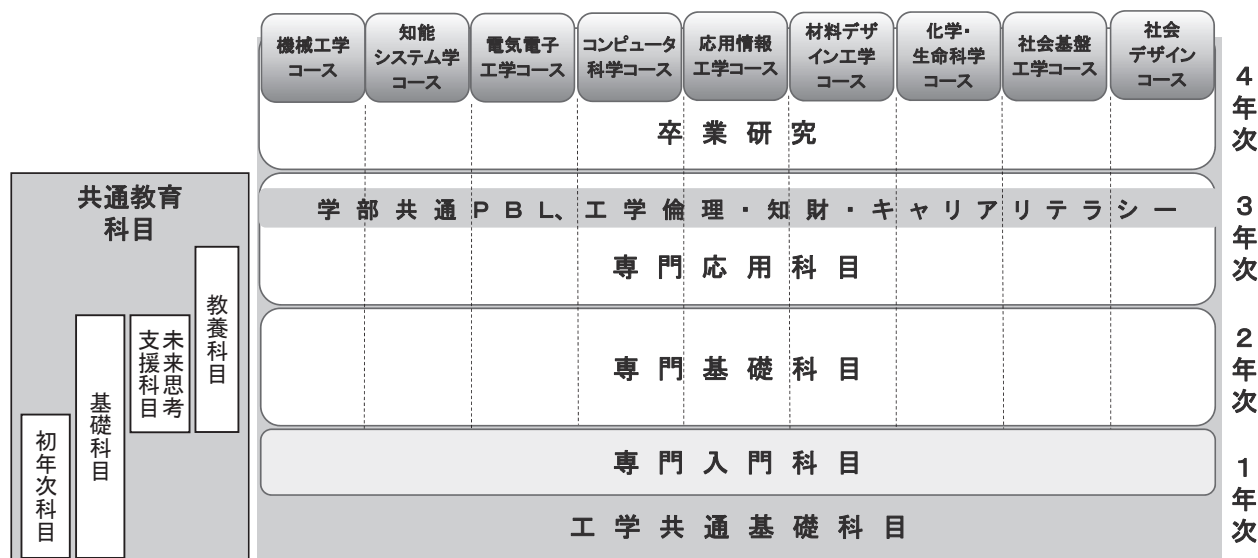 機械工学
コース
知能
システム学
コース
電気電子
工学コース
コンピュータ
科学コース
応用情報
工学コース
材料デザ
イン工学
コース
化学・
生命科学
コース
社会基盤
工学コース
社会
デザイン
コース
4年次
卒業研究
共通教育
科目
学部共通PBL、工学倫理・知財・キャリアリテラシー
3年次
専門応用科目
教養科目
未来思考
支援科目
基礎科目
初年次科目
専門基礎科目
2年次
専門入門科目
1年次
工学共通基礎科目